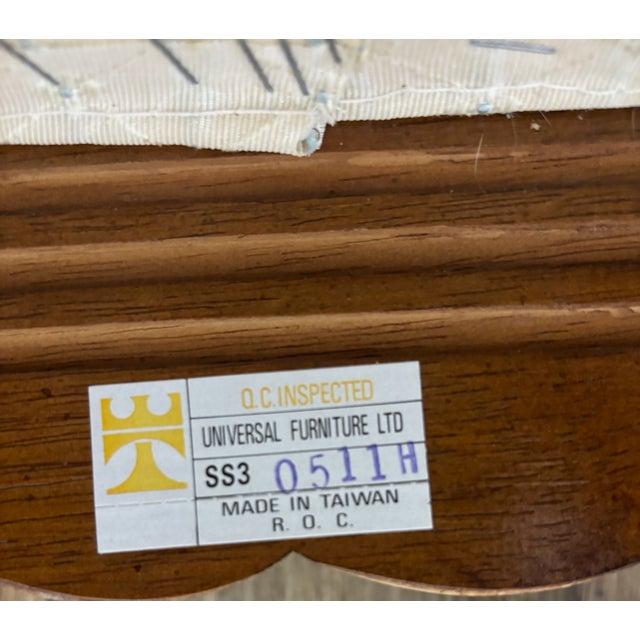 Q.C.INSPECTED
UNIVERSAL FURNITURE LTD
SS3 0511H
MADE IN TAIWAN
R. O. C.